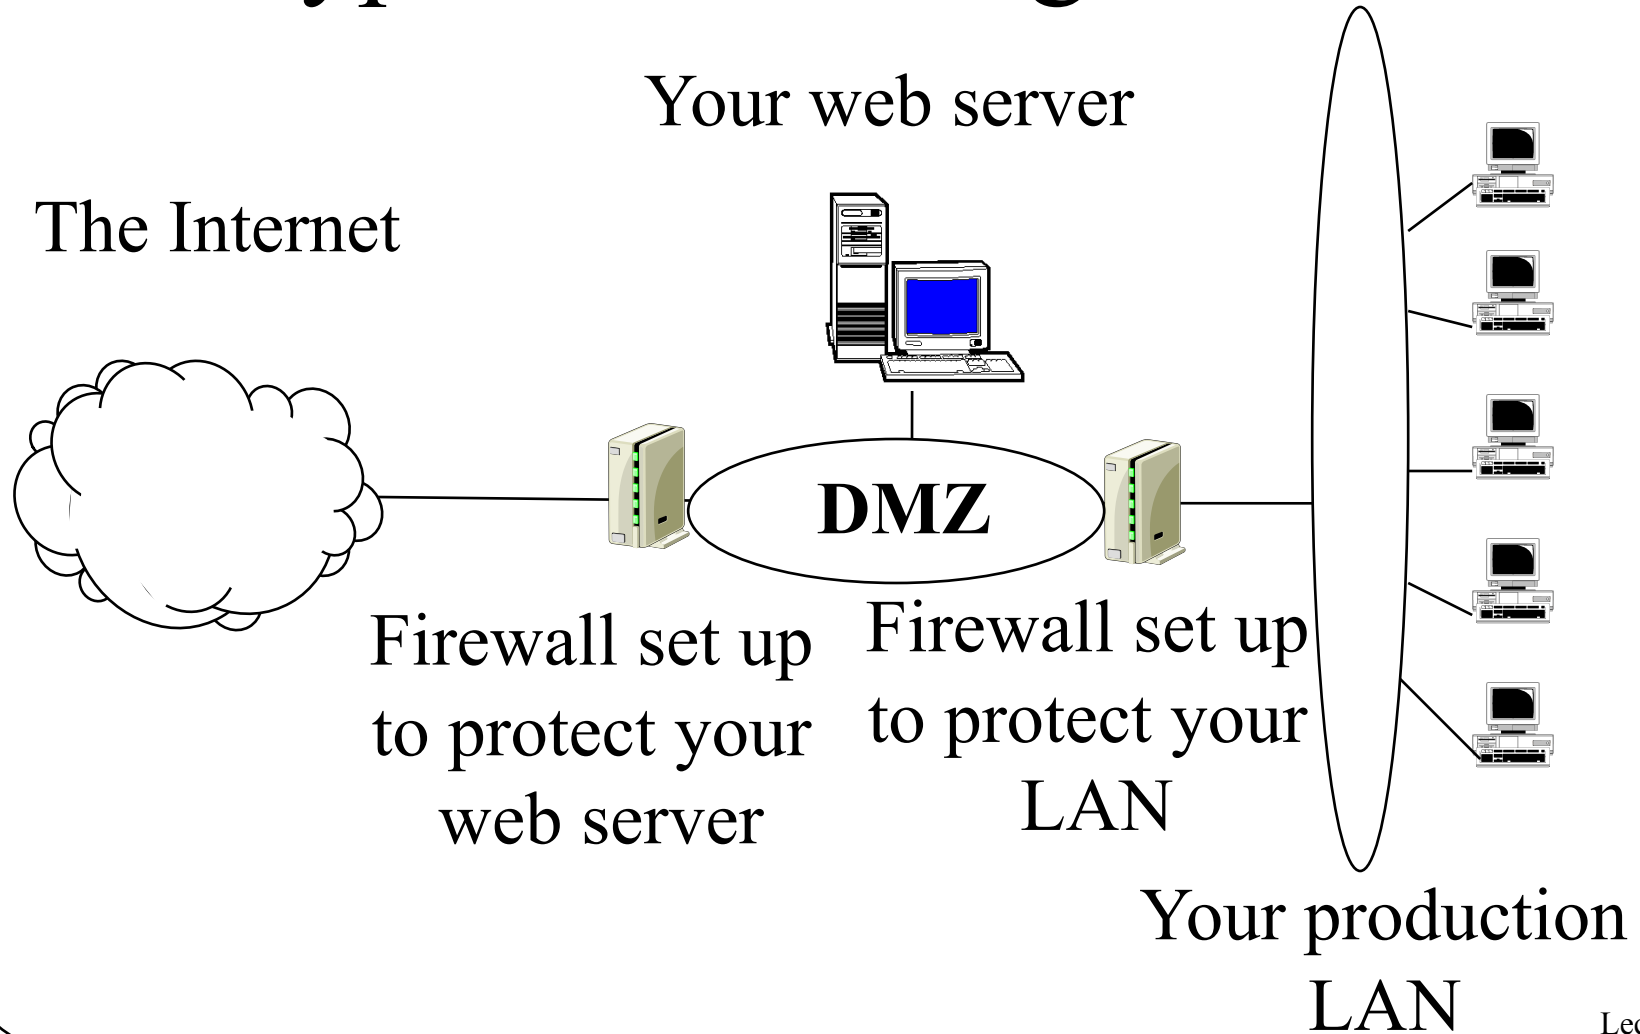 Your web server
The Internet
DMZ
Firewall set up
to protect your
web server
Firewall set up
to protect your
LAN
Your production
LAN